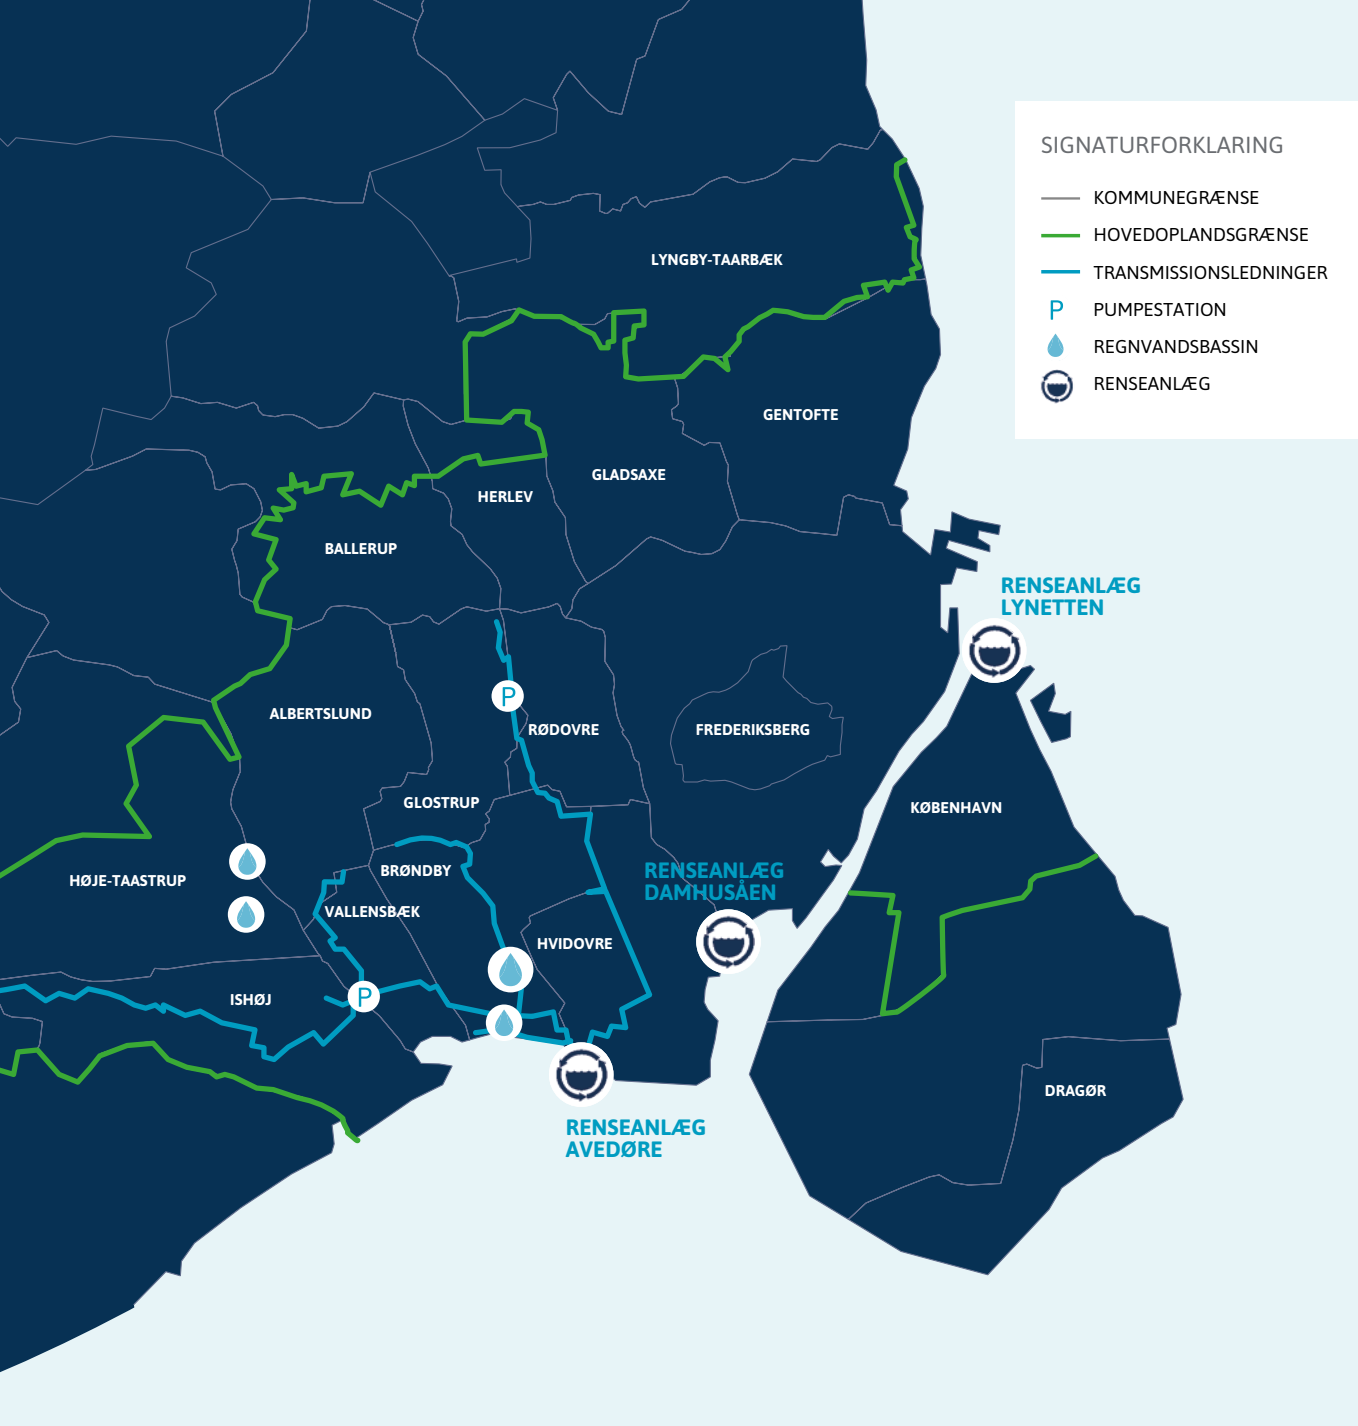 SIGNATURFORKLARING
KOMMUNEGRÆNSE
HOVEDOPLANDSGRÆNSE
TRANSMISSIONSLEDNINGER
P PUMPESTATION
REGNVANDSBASSIN
RENSEANLÆG
LYNGBY-TAARBÆK
GENTOFTE
GLADSAXE
HERLEV
BALLERUP
RENSEANLÆG
LYNETTEN
P
ALBERTSLUND
RØDOVRE
FREDERIKSBERG
GLOSTRUP
KØBENHAVN
HØJE-TAASTRUP
BRØNDBY
RENSEANLÆG
DAMHUSÅEN
VALLENSBÆK
HVIDOVRE
ISHØJ
P
DRAGØR
RENSEANLÆG
AVEDØRE